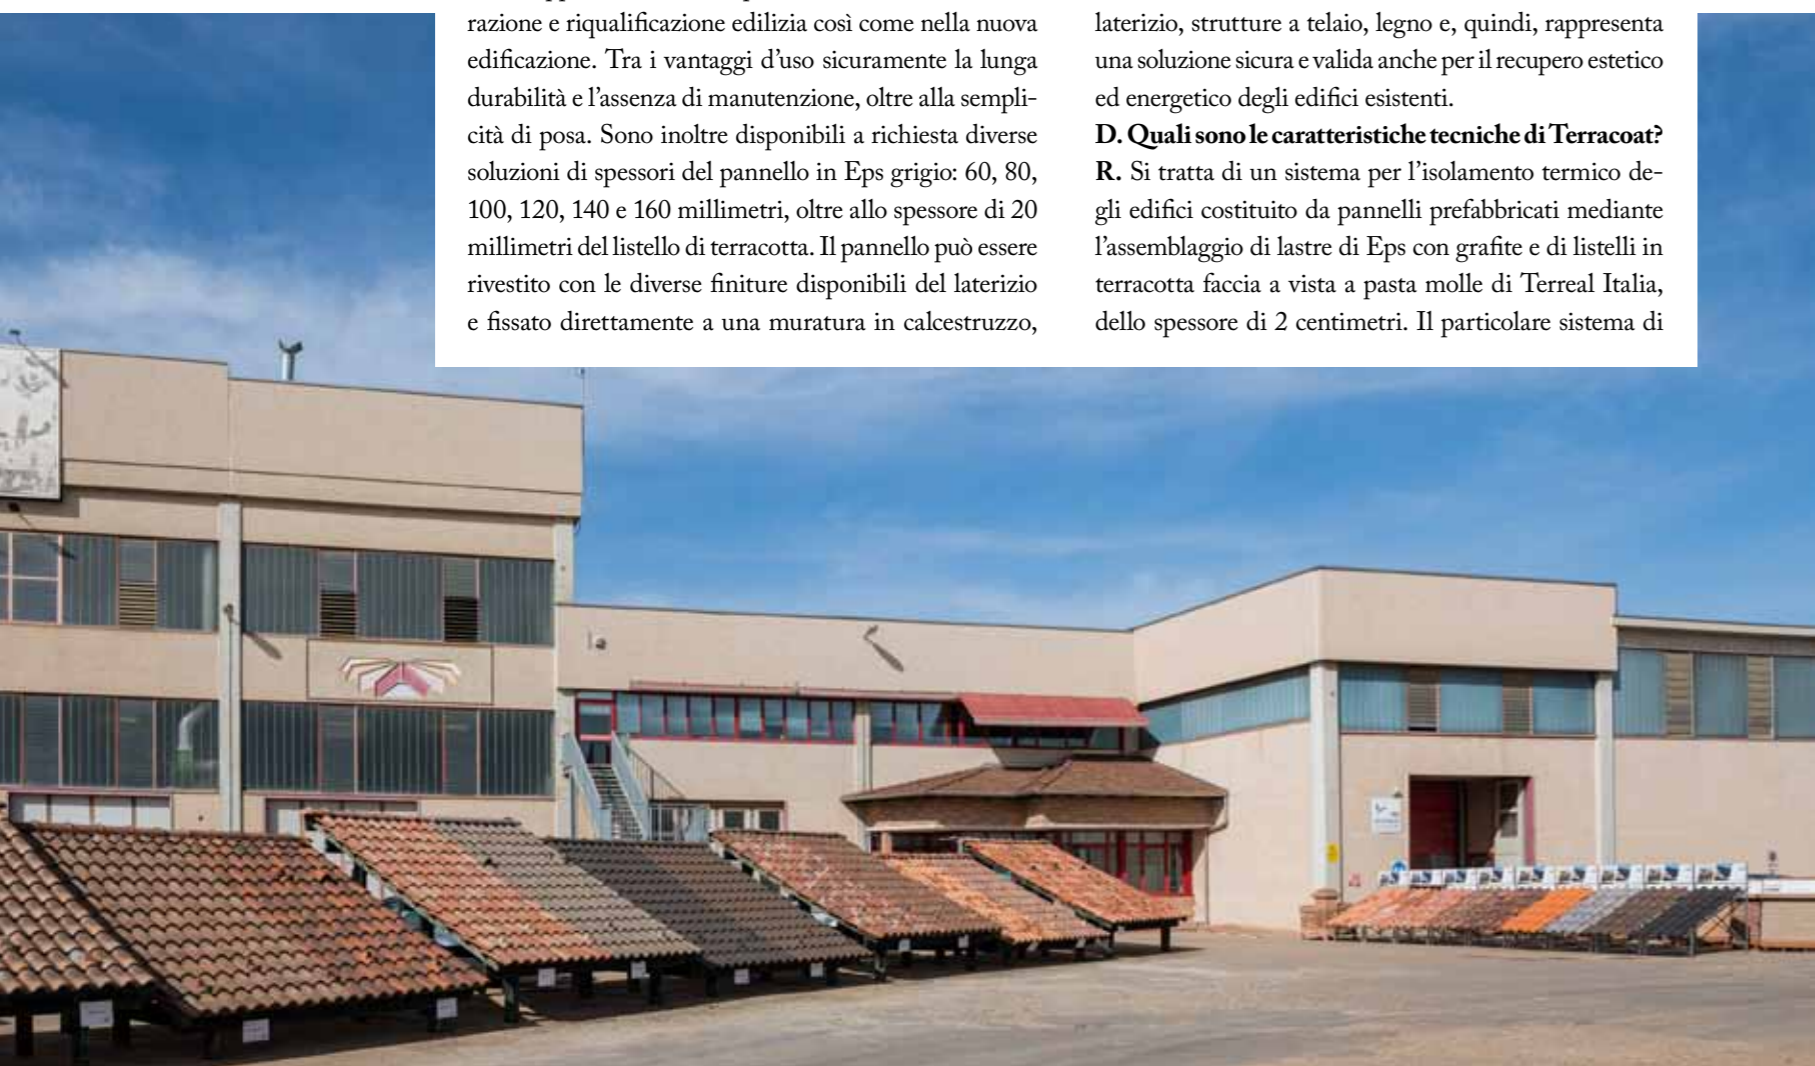 razione e riqualificazione edilizia così come nella nuova
edificazione. Tra i vantaggi d'uso sicuramente la lunga
durabilità e l'assenza di manutenzione, oltre alla sempli-
cità di posa. Sono inoltre disponibili a richiesta diverse
soluzioni di spessori del pannello in Eps grigio: 60, 80,
100, 120, 140 e 160 millimetri, oltre allo spessore di 20
millimetri del listello di terracotta. Il pannello può essere
rivestito con le diverse finiture disponibili del laterizio
e fissato direttamente a una muratura in calcestruzzo,
laterizio, strutture a telaio, legno e, quindi, rappresenta
una soluzione sicura e valida anche per il recupero estetico
ed energetico degli edifici esistenti.
D. Quali sono le caratteristiche tecniche di Terracoat?
R. Si tratta di un sistema per l'isolamento termico de-
gli edifici costituito da pannelli prefabbricati mediante
l'assemblaggio di lastre di Eps con grafite e di listelli in
terracotta faccia a vista a pasta molle di Terreal Italia,
dello spessore di 2 centimetri. Il particolare sistema di